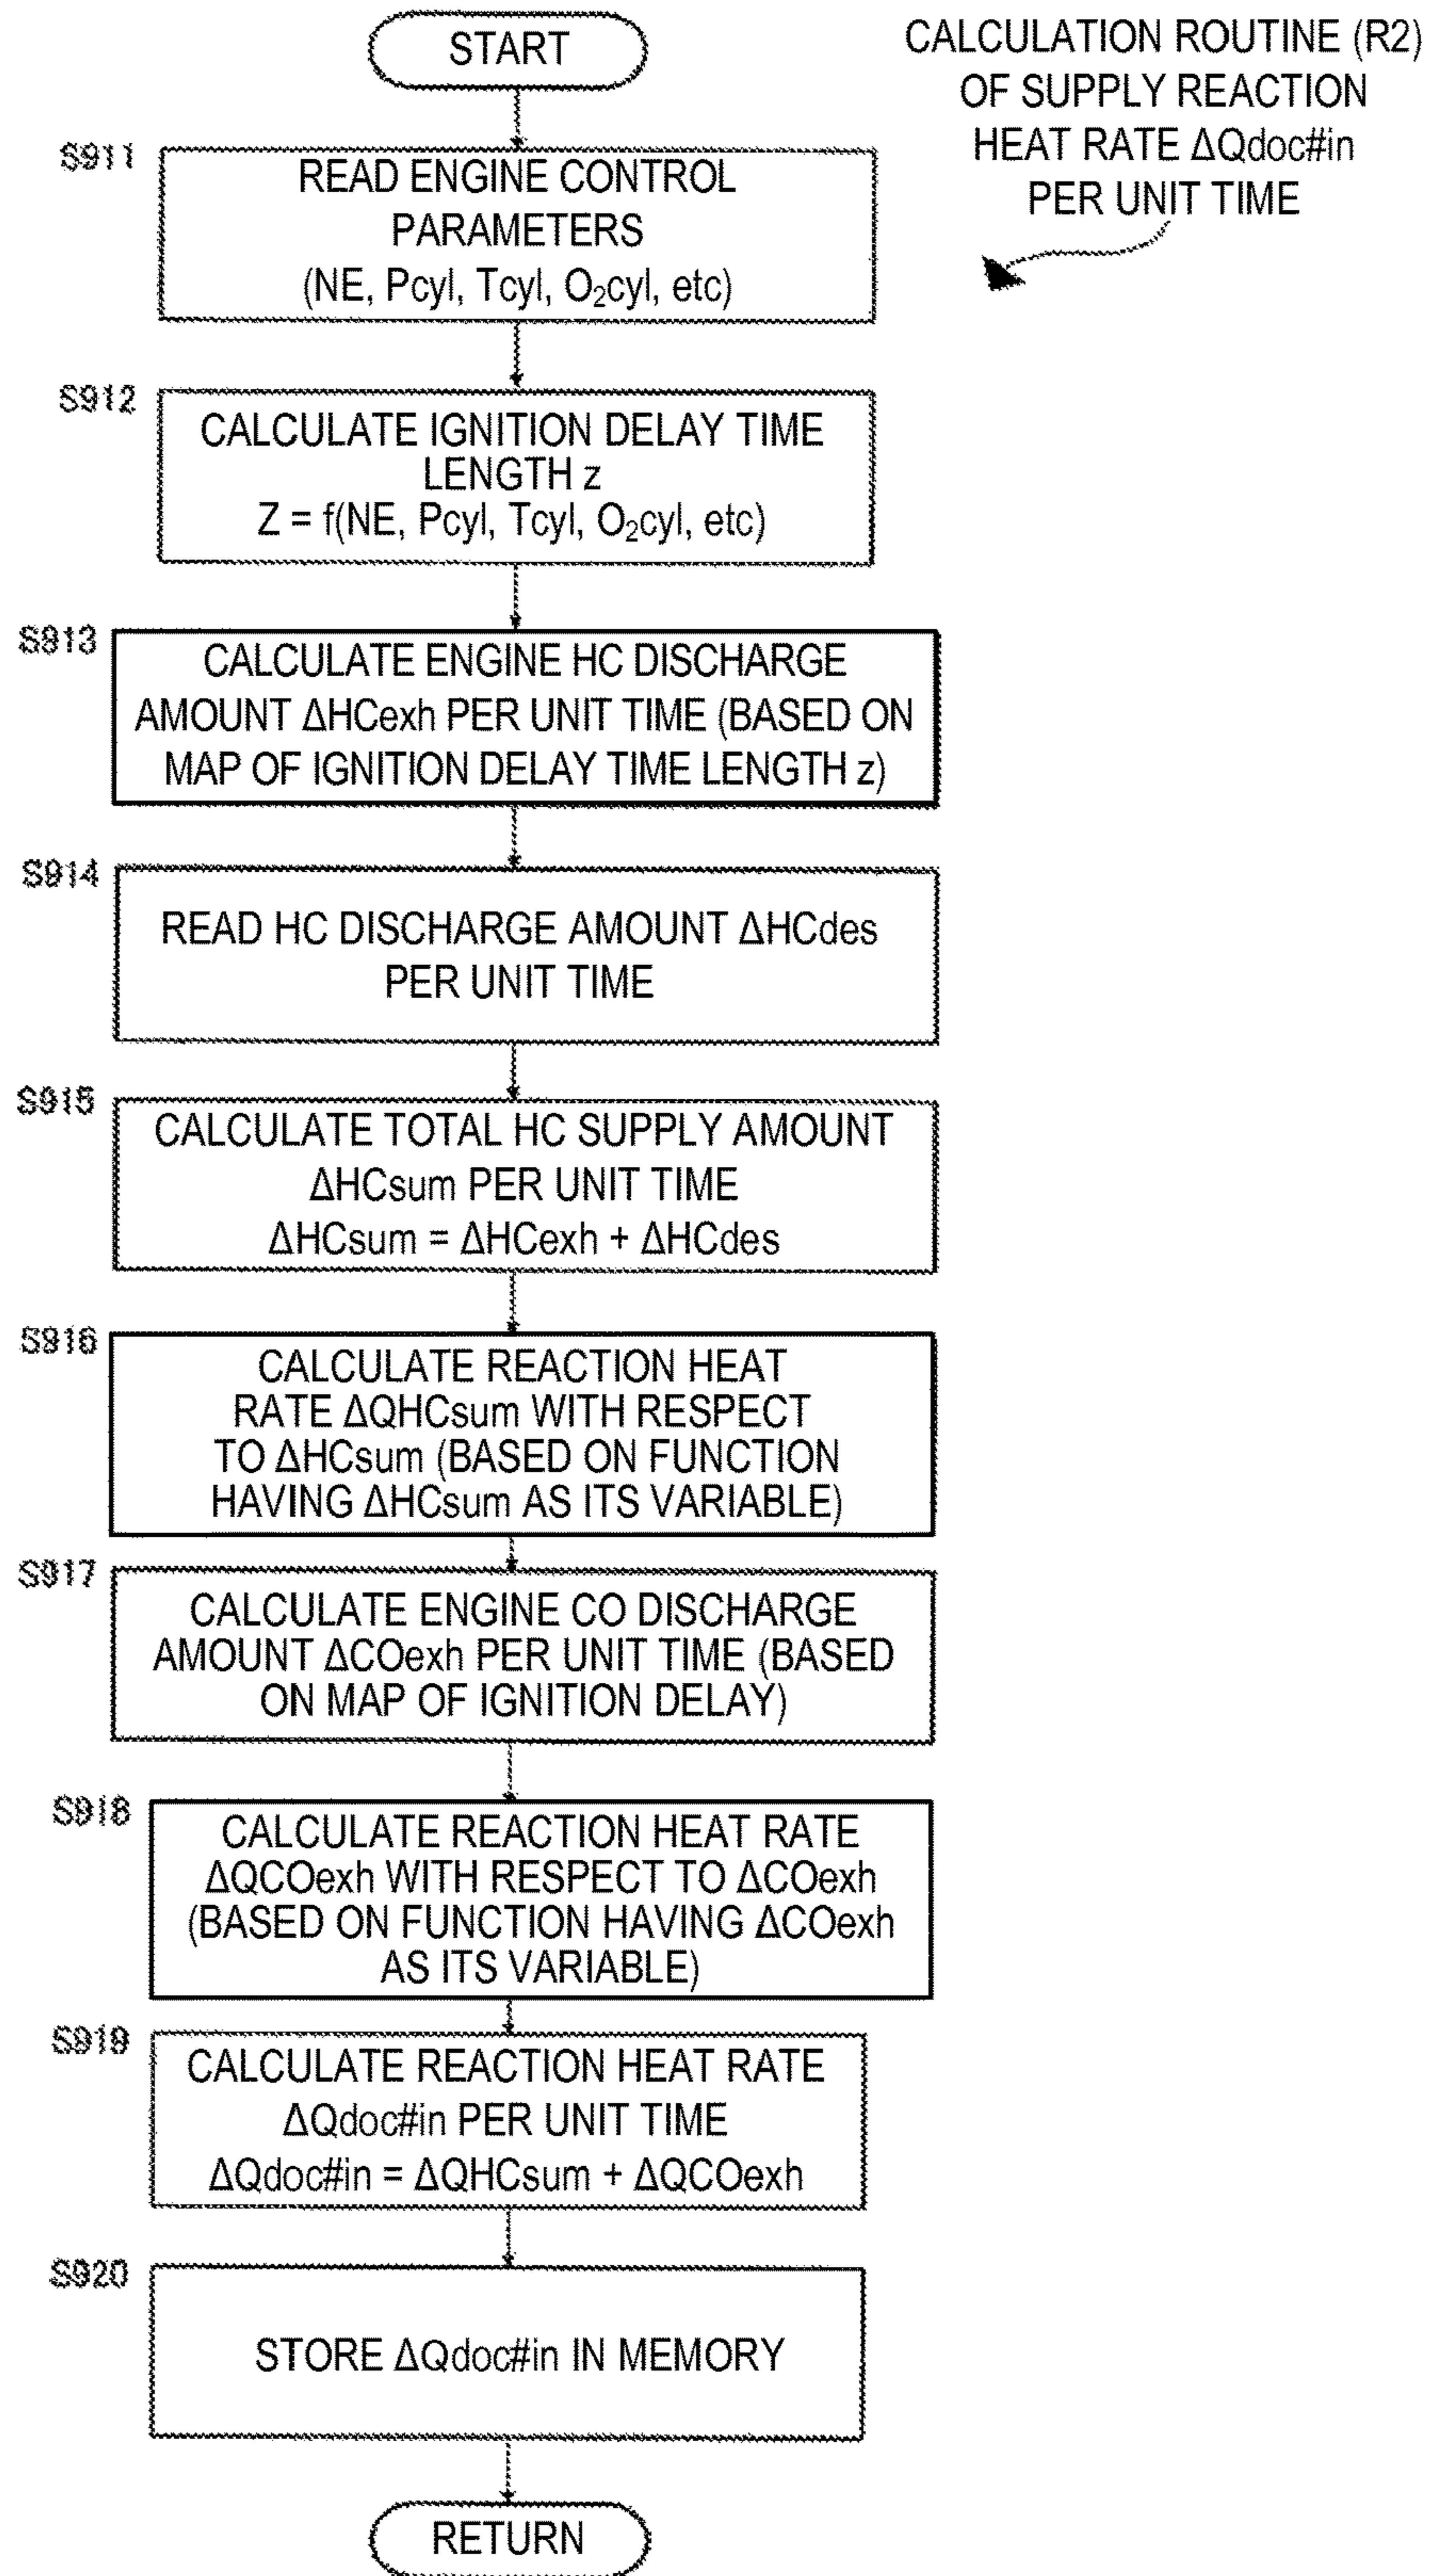 START
CALCULATION ROUTINE (R2)
OF SUPPLY REACTION
HEAT RATE ΔQdoc#in
PER UNIT TIME
S911
READ ENGINE CONTROL
PARAMETERS
(NE, Pcyl, Tcyl, O₂cyl, etc)
S912
CALCULATE IGNITION DELAY TIME
LENGTH z
Z = f(NE, Pcyl, Tcyl, O₂cyl, etc)
S913
CALCULATE ENGINE HC DISCHARGE
AMOUNT ΔHCexh PER UNIT TIME (BASED ON
MAP OF IGNITION DELAY TIME LENGTH z)
S914
READ HC DISCHARGE AMOUNT ΔHCdes
PER UNIT TIME
S915
CALCULATE TOTAL HC SUPPLY AMOUNT
ΔHCsum PER UNIT TIME
ΔHCsum = ΔHCexh + ΔHCdes
S916
CALCULATE REACTION HEAT
RATE ΔQHCsum WITH RESPECT
TO ΔHCsum (BASED ON FUNCTION
HAVING ΔHCsum AS ITS VARIABLE)
S917
CALCULATE ENGINE CO DISCHARGE
AMOUNT ΔCOexh PER UNIT TIME (BASED
ON MAP OF IGNITION DELAY)
S918
CALCULATE REACTION HEAT RATE
ΔQCOexh WITH RESPECT TO ΔCOexh
(BASED ON FUNCTION HAVING ΔCOexh
AS ITS VARIABLE)
S919
CALCULATE REACTION HEAT RATE
ΔQdoc#in PER UNIT TIME
ΔQdoc#in = ΔQHCsum + ΔQCOexh
S920
STORE ΔQdoc#in IN MEMORY
RETURN